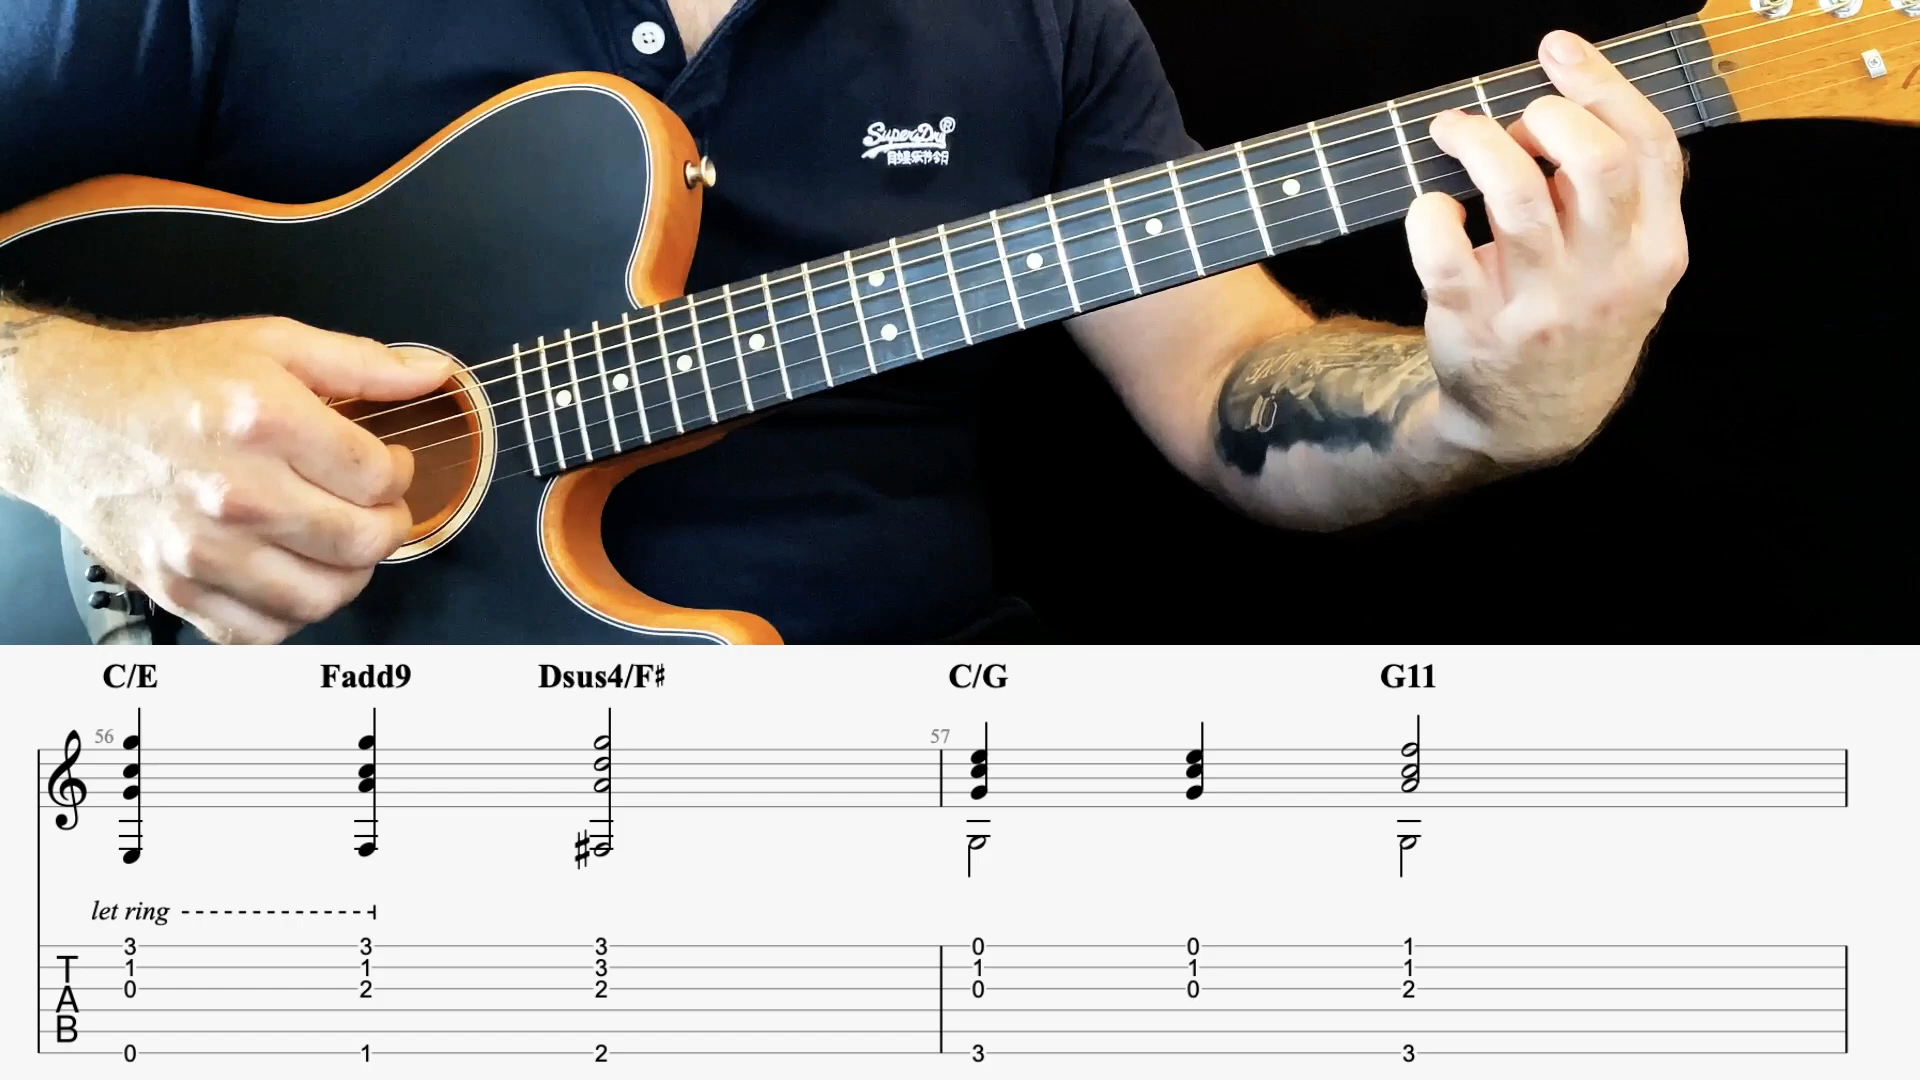 SuperDry®
C/E Fadd9 Dsus4/F♯ C/G G11
56 57
let ring
3 3 3 0 0 1
T 1 1 3 1 1 1
A 0 2 2 0 0 2
B
0 1 2 3 3